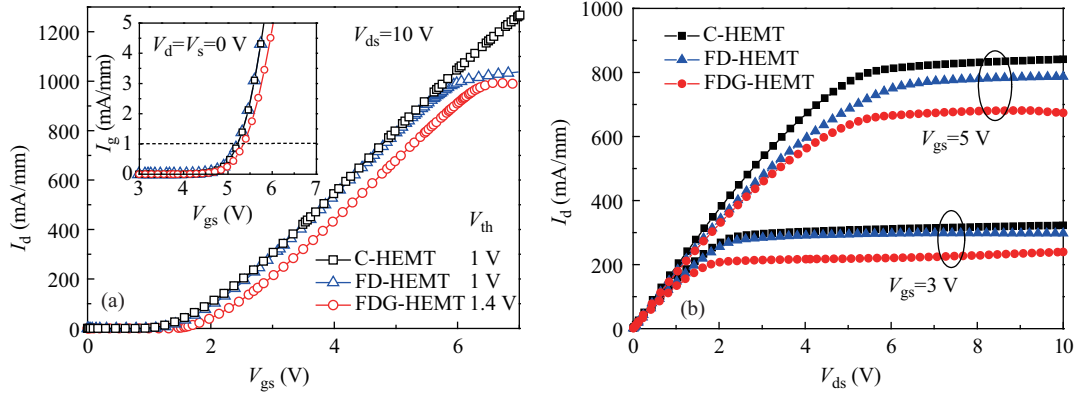 1400
1200
1000
800
600
400
200
0
I_d (mA/mm)
0
2
4
6
V_gs (V)
5
4
3
2
1
0
I_g (mA/mm)
3
4
5
6
7
V_gs (V)
V_d=V_s=0 V
V_ds=10 V
V_th
C-HEMT 1 V
FD-HEMT 1 V
FDG-HEMT 1.4 V
(a)
1000
800
600
400
200
0
I_d (mA/mm)
0
2
4
6
8
10
V_ds (V)
C-HEMT
FD-HEMT
FDG-HEMT
V_gs=5 V
V_gs=3 V
(b)